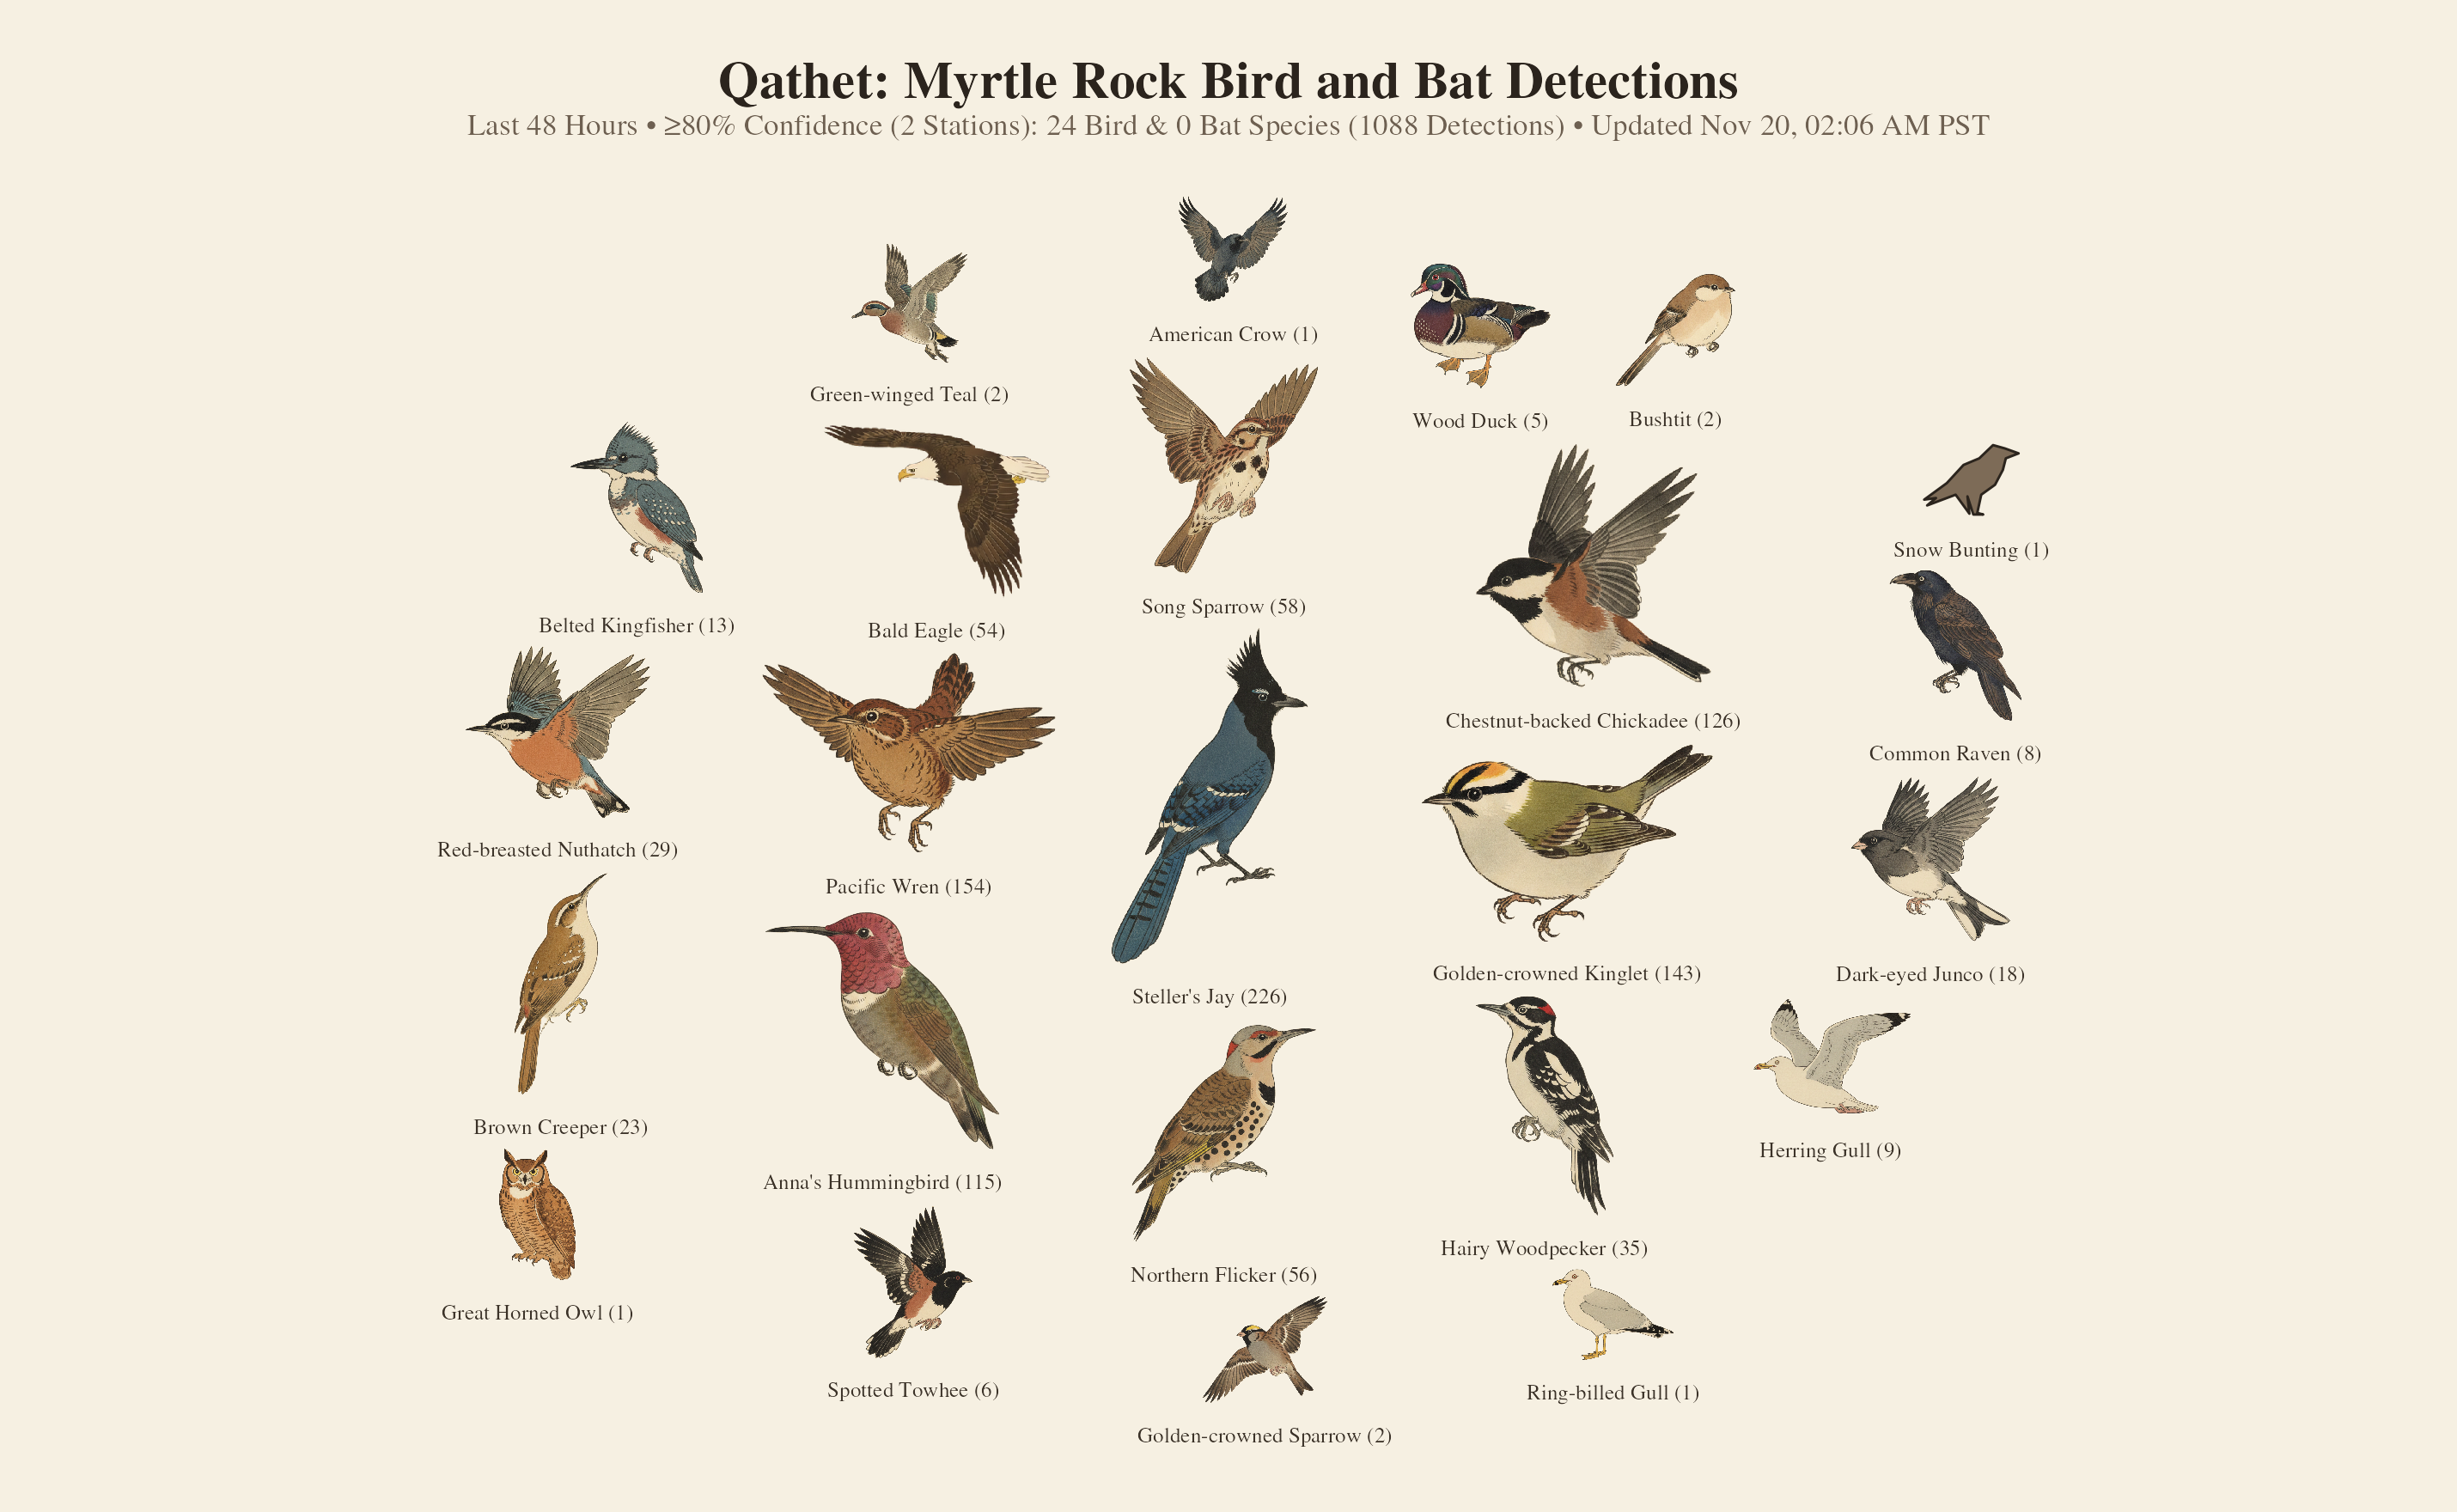 Qathet: Myrtle Rock Bird and Bat Detections
Last 48 Hours • ≥80% Confidence (2 Stations): 24 Bird & 0 Bat Species (1088 Detections) • Updated Nov 20, 02:06 AM PST
American Crow (1)
Green-winged Teal (2)
Wood Duck (5)
Bushtit (2)
Snow Bunting (1)
Song Sparrow (58)
Belted Kingfisher (13)
Bald Eagle (54)
Chestnut-backed Chickadee (126)
Common Raven (8)
Red-breasted Nuthatch (29)
Pacific Wren (154)
Golden-crowned Kinglet (143)
Dark-eyed Junco (18)
Steller's Jay (226)
Brown Creeper (23)
Herring Gull (9)
Anna's Hummingbird (115)
Hairy Woodpecker (35)
Northern Flicker (56)
Great Horned Owl (1)
Spotted Towhee (6)
Ring-billed Gull (1)
Golden-crowned Sparrow (2)